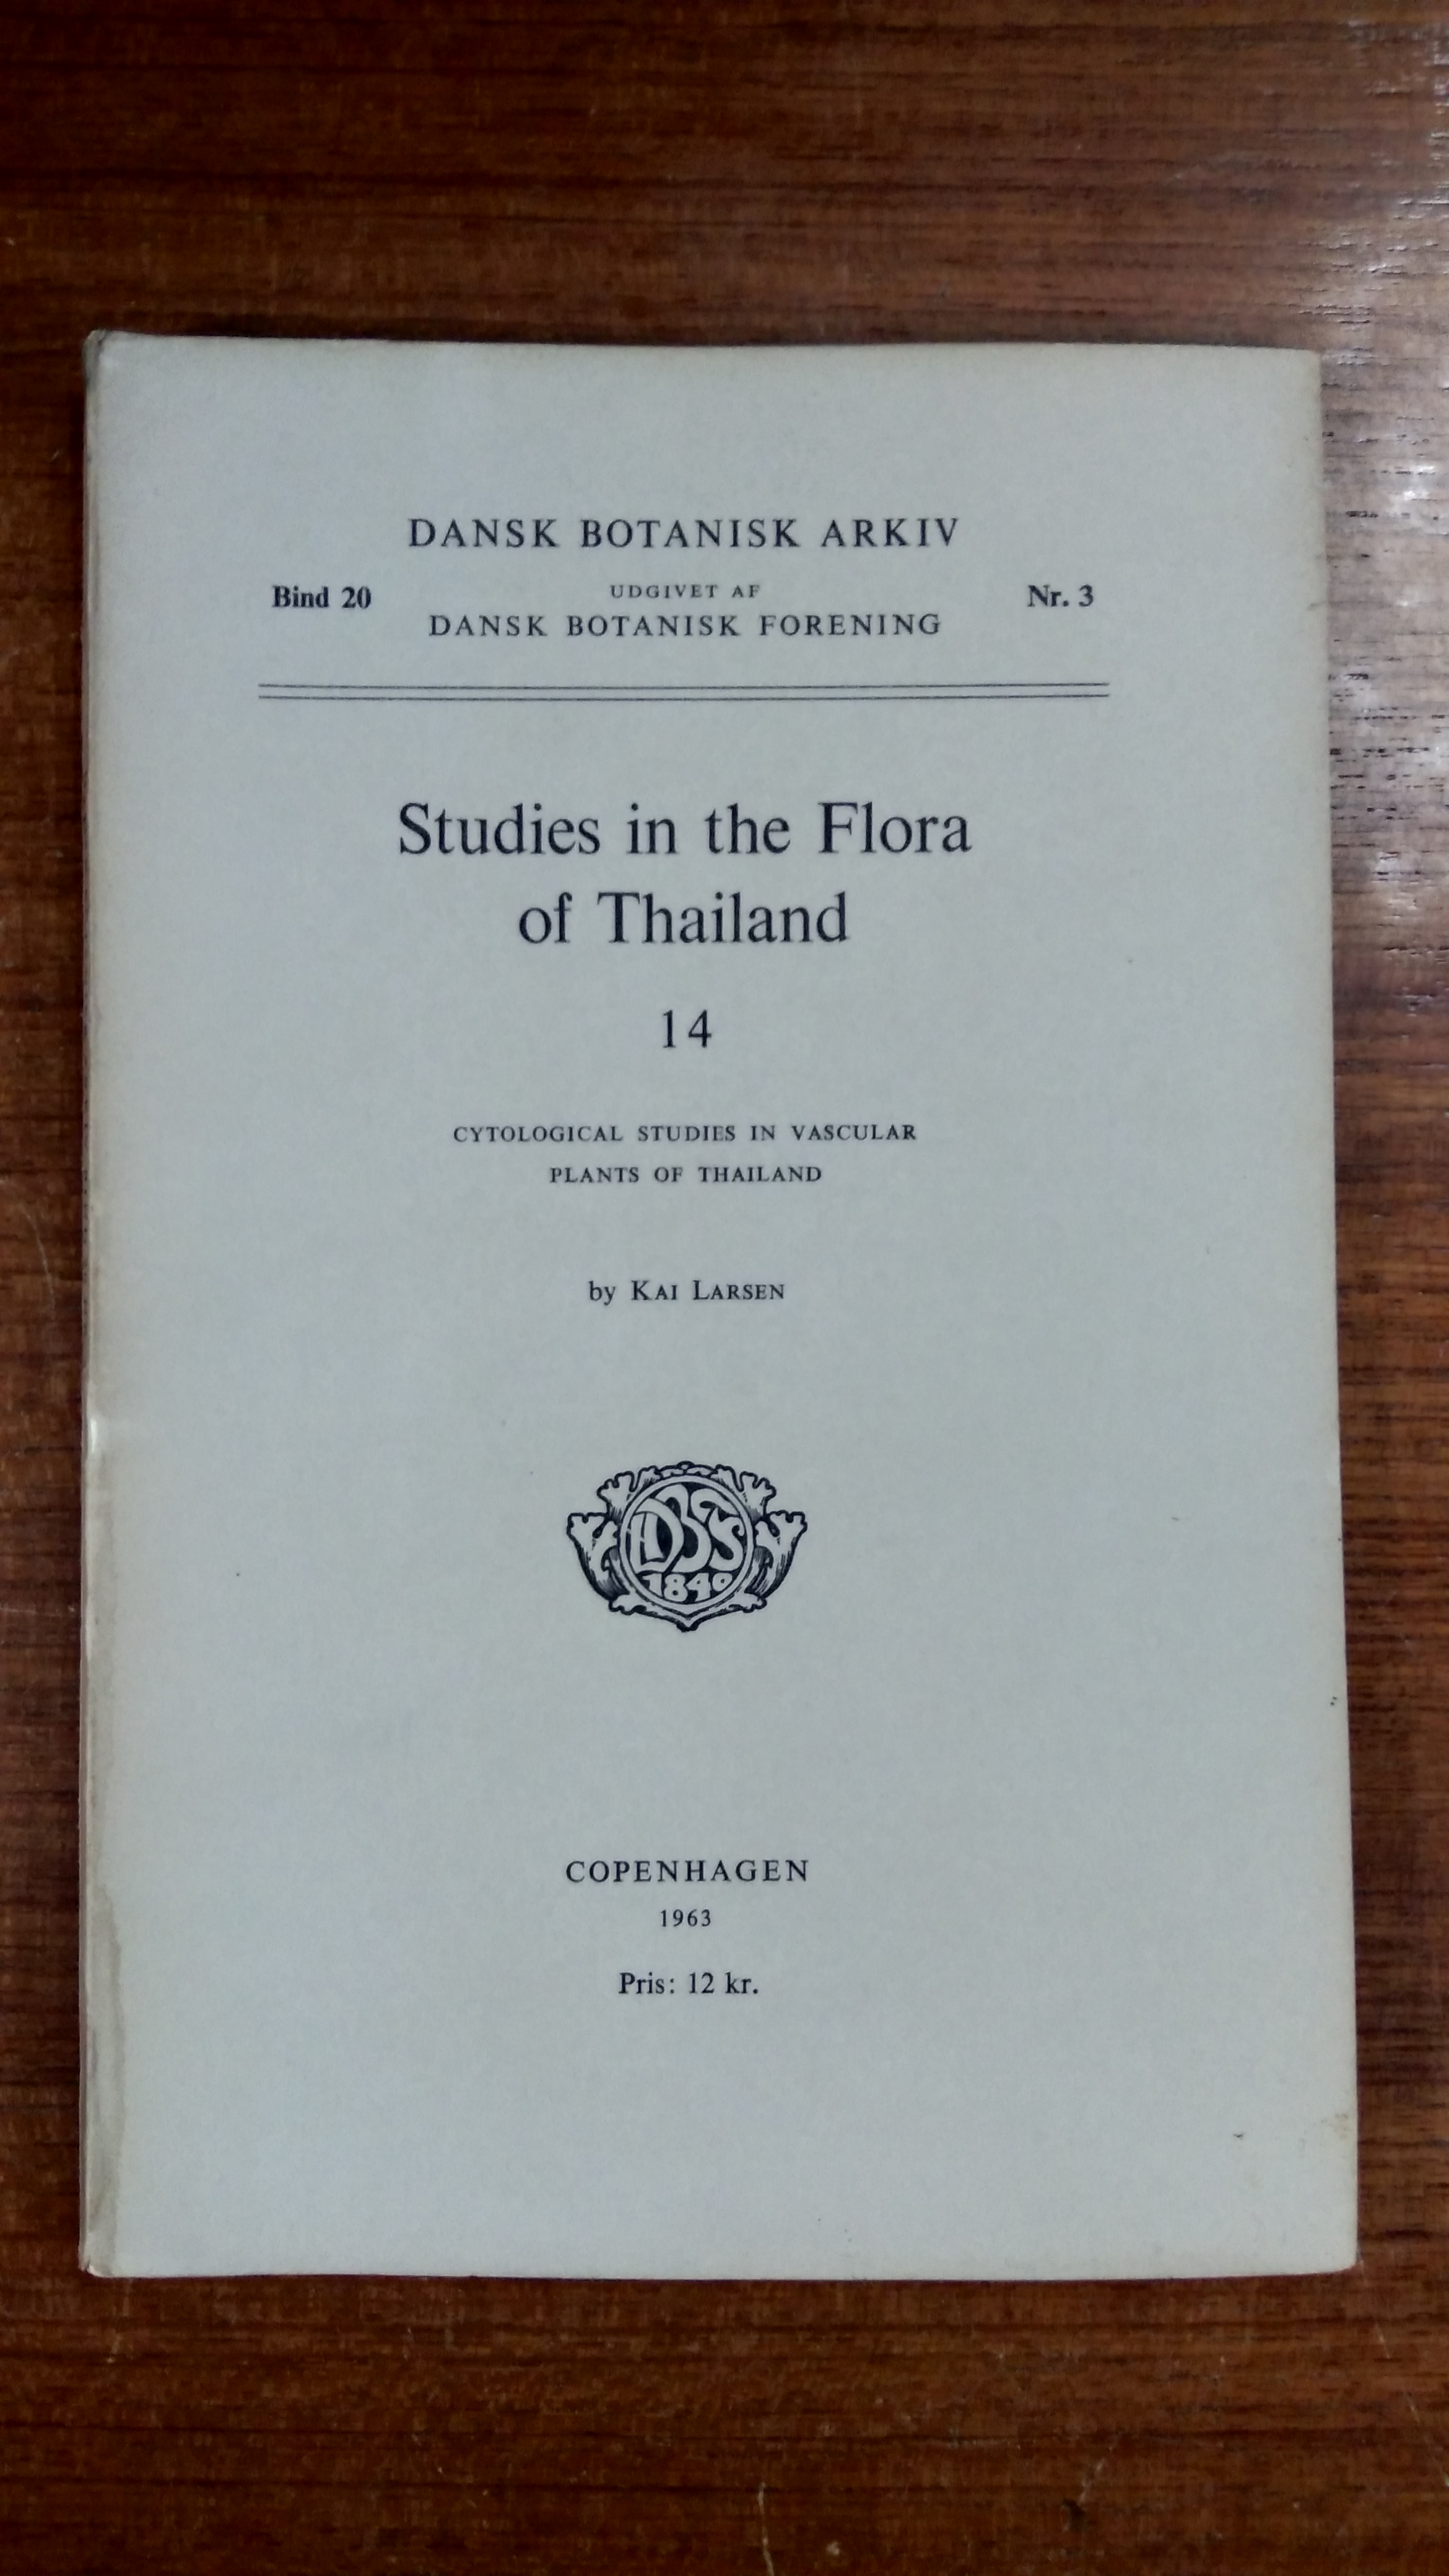 DANSK BOTANISK ARKIV
Bind 20 UDGIVET AF Nr. 3
DANSK BOTANISK FORENING
Studies in the Flora
of Thailand
14
CYTOLOGICAL STUDIES IN VASCULAR
PLANTS OF THAILAND
by KAI LARSEN
1840
COPENHAGEN
1963
Pris: 12 kr.